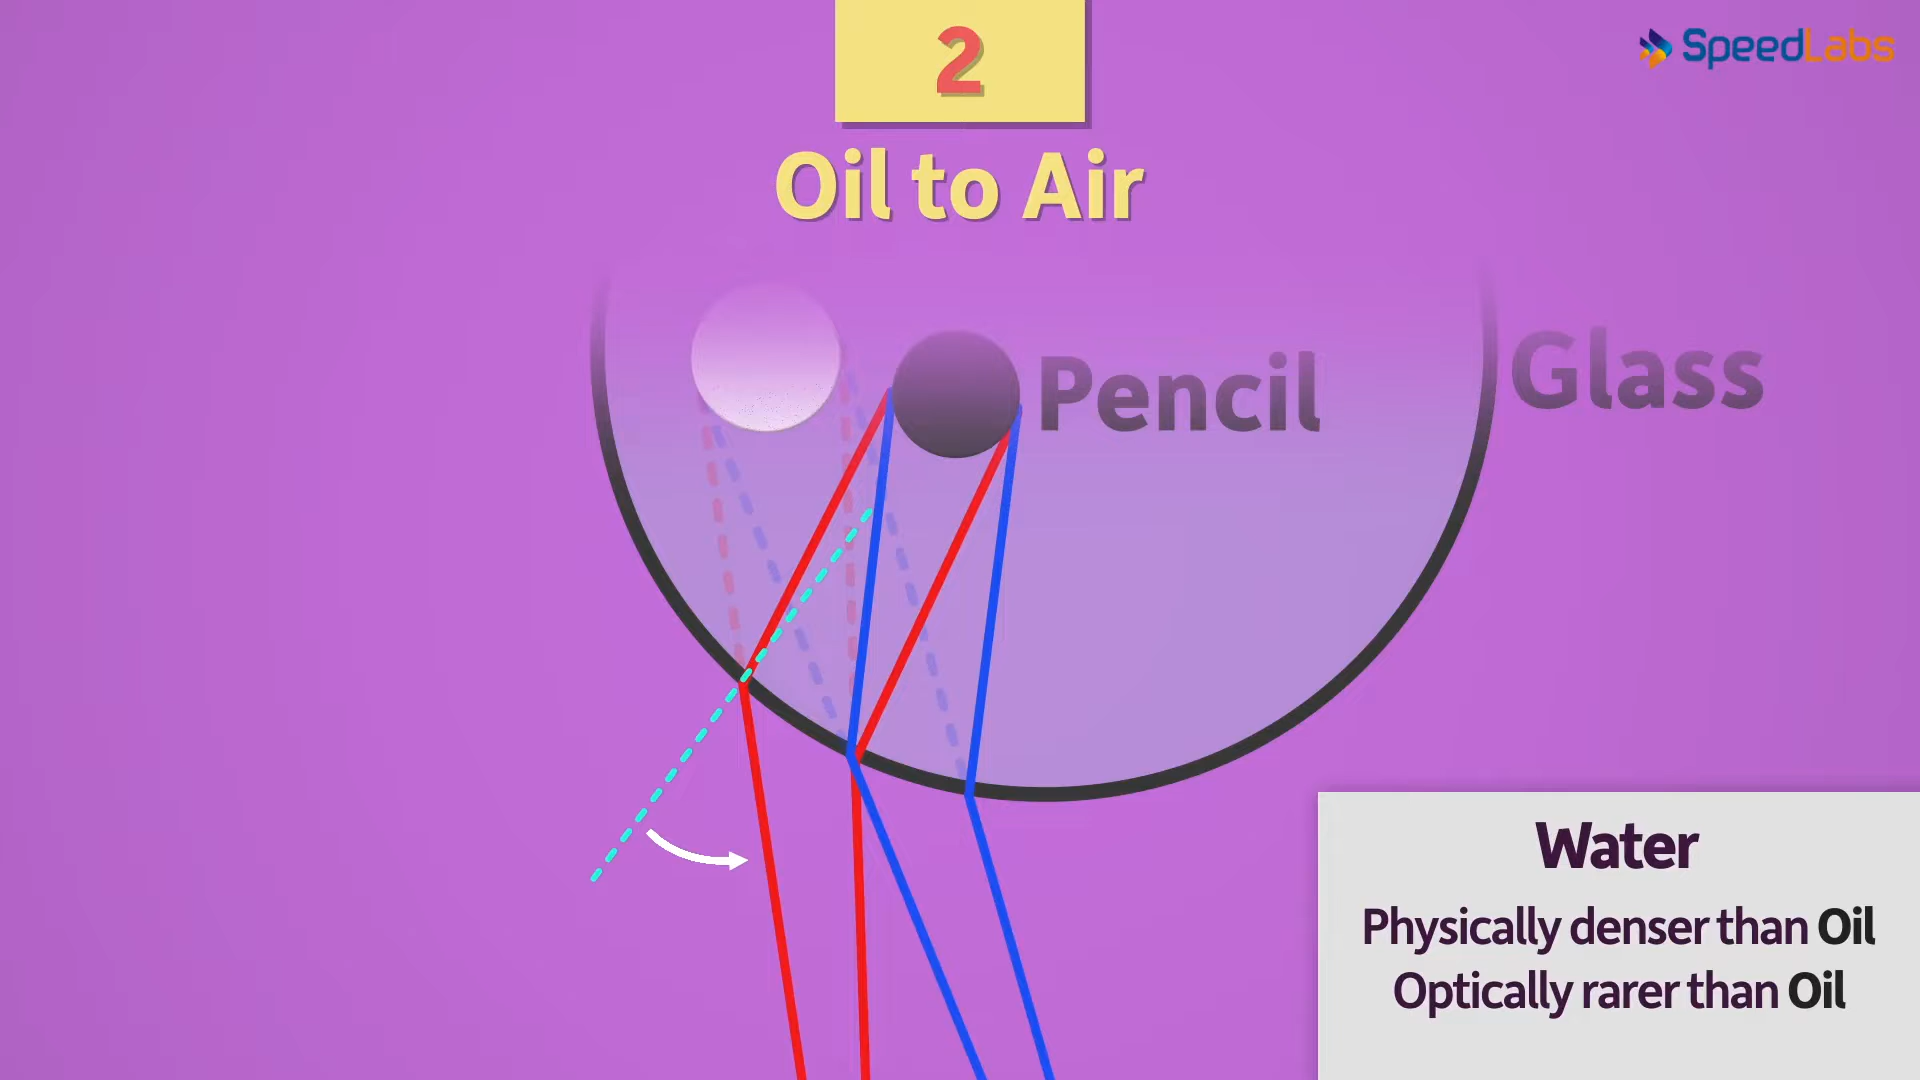 2
SpeedLabs
Oil to Air
Pencil
Glass
Water
Physically denser than Oil
Optically rarer than Oil